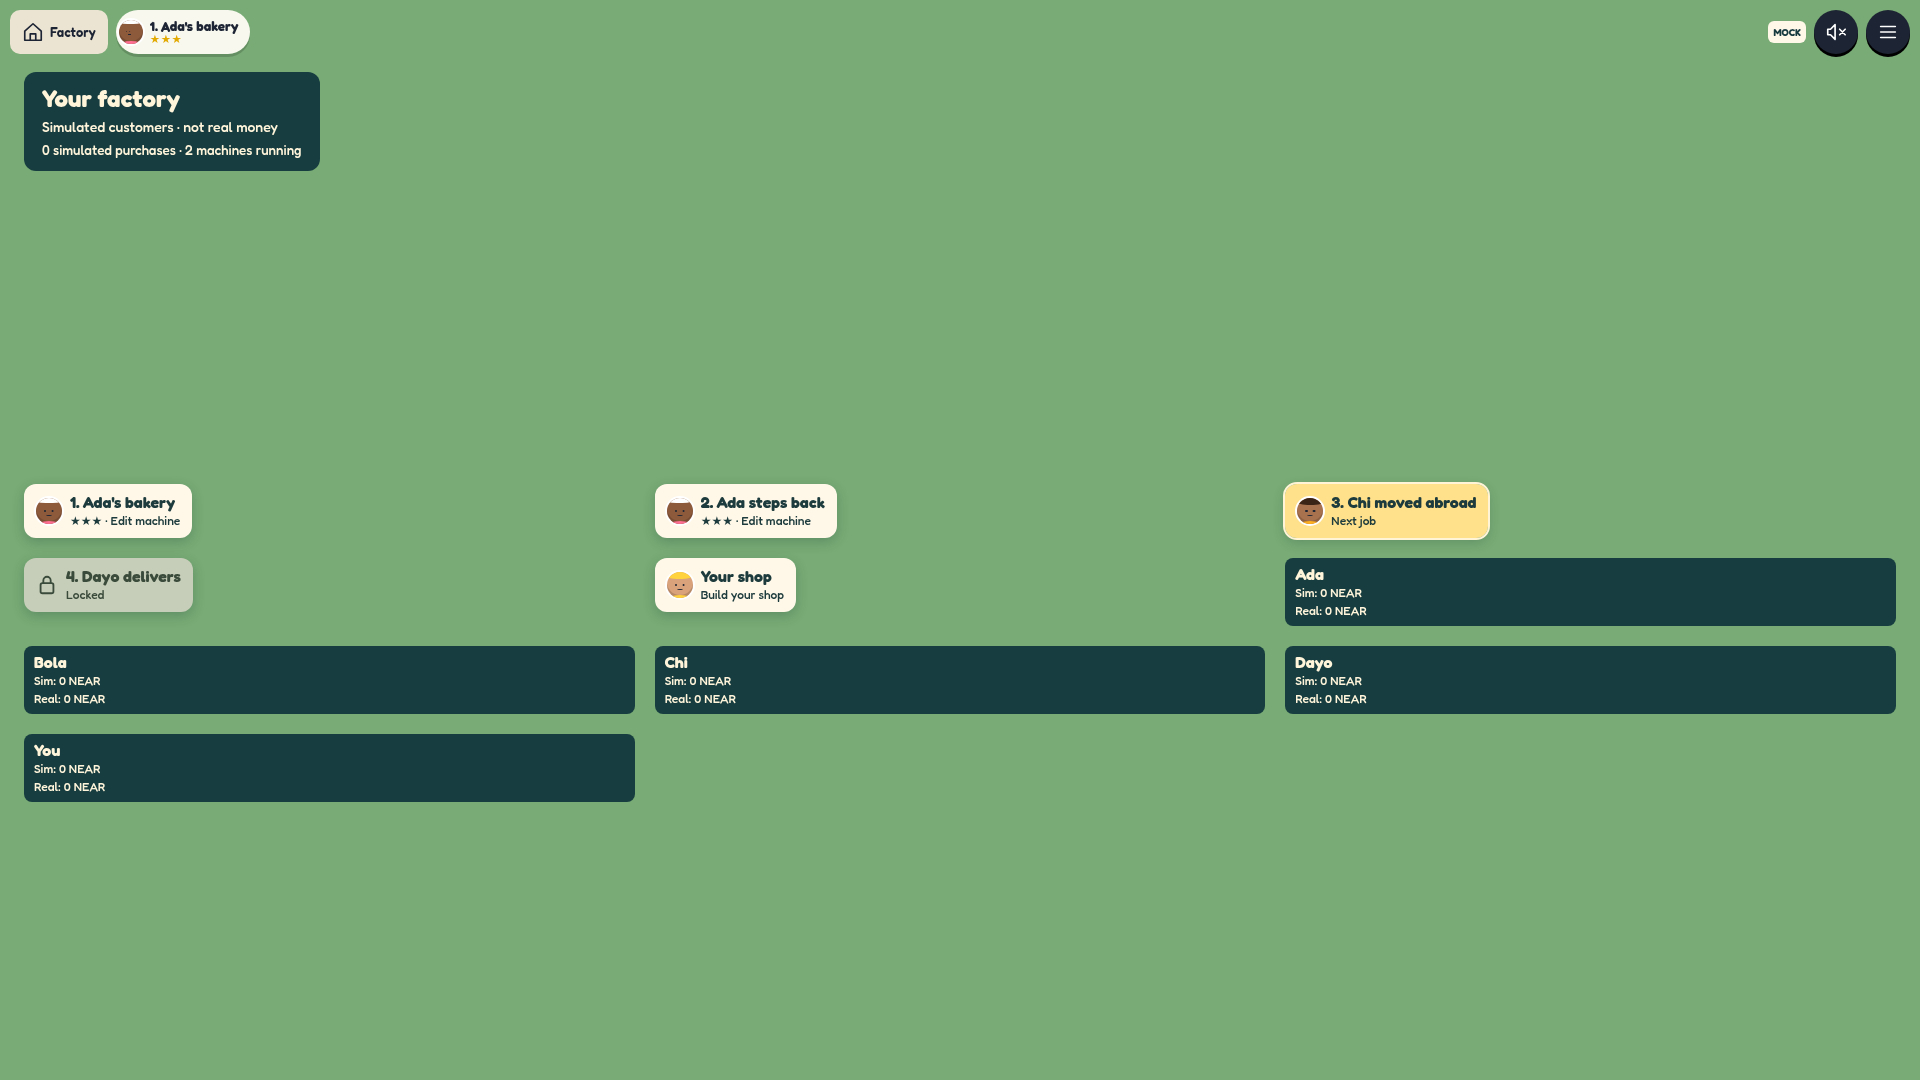 Factory
1. Ada's bakery
★★★
MOCK
Your factory
Simulated customers · not real money
0 simulated purchases · 2 machines running
1. Ada's bakery
★★★ · Edit machine
2. Ada steps back
★★★ · Edit machine
3. Chi moved abroad
Next job
4. Dayo delivers
Locked
Your shop
Build your shop
Ada
Sim: 0 NEAR
Real: 0 NEAR
Bola
Sim: 0 NEAR
Real: 0 NEAR
Chi
Sim: 0 NEAR
Real: 0 NEAR
Dayo
Sim: 0 NEAR
Real: 0 NEAR
You
Sim: 0 NEAR
Real: 0 NEAR